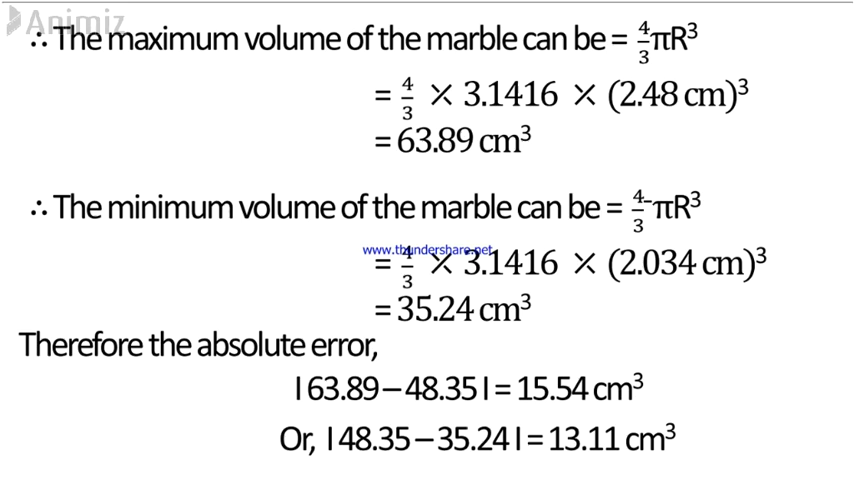 Animiz
∴ The maximum volume of the marble can be = 4/3 πR³
= 4/3 × 3.1416 × (2.48 cm)³
= 63.89 cm³
∴ The minimum volume of the marble can be = 4/3 πR³
www.thundershare.net
= 4/3 × 3.1416 × (2.034 cm)³
= 35.24 cm³
Therefore the absolute error,
| 63.89 – 48.35 | = 15.54 cm³
Or, | 48.35 – 35.24 | = 13.11 cm³